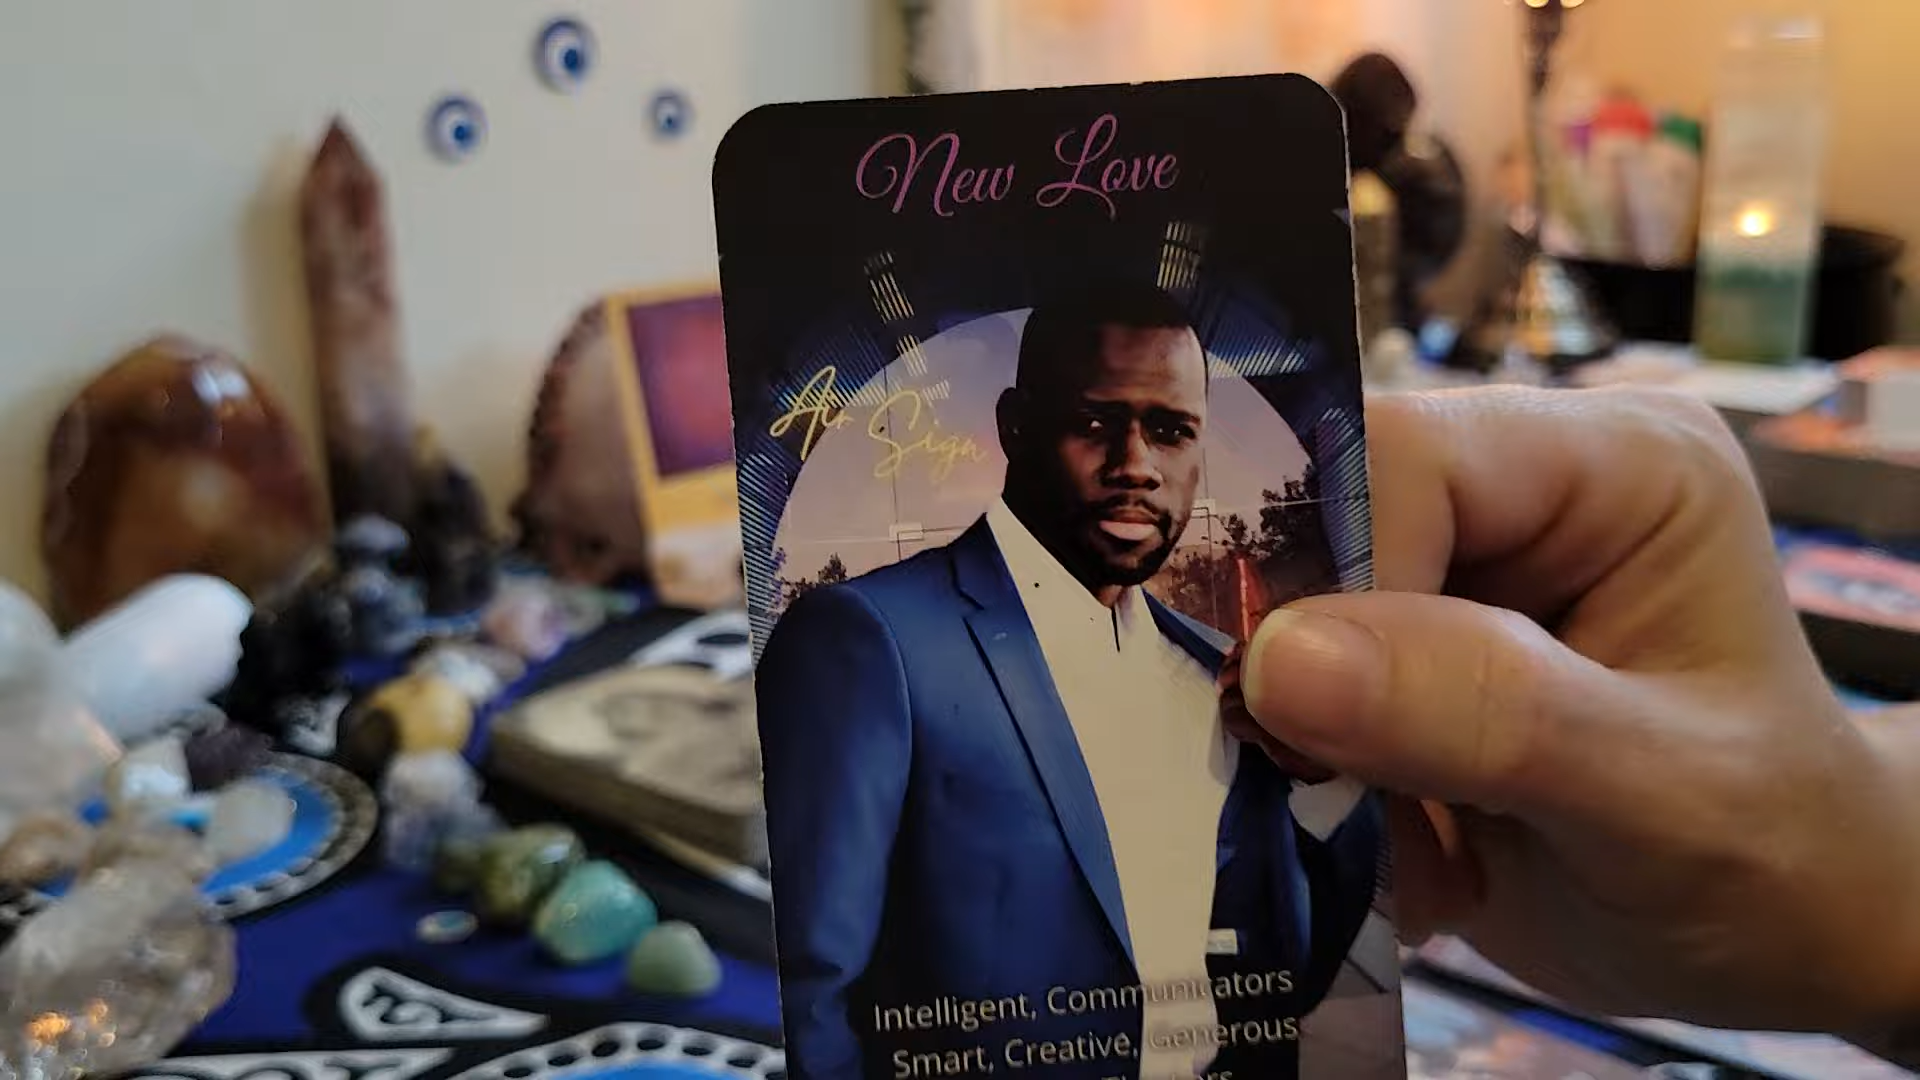 New Love
Air Sign
Intelligent, Communicators
Smart, Creative, Generous